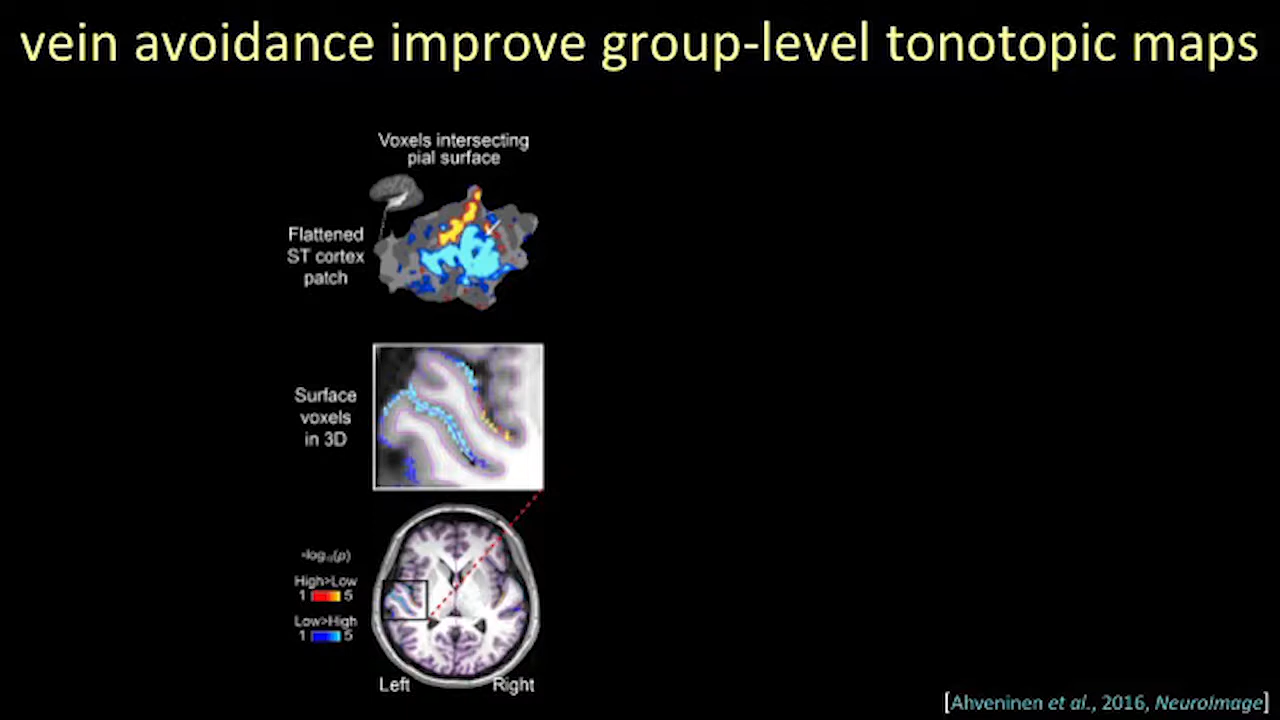 vein avoidance improve group-level tonotopic maps
Voxels intersecting
pial surface
Flattened
ST cortex
patch
Surface
voxels
in 3D
-log₁₀(p)
High>Low
1 5
Low>High
1 5
Left Right
[Ahveninen et al., 2016, NeuroImage]